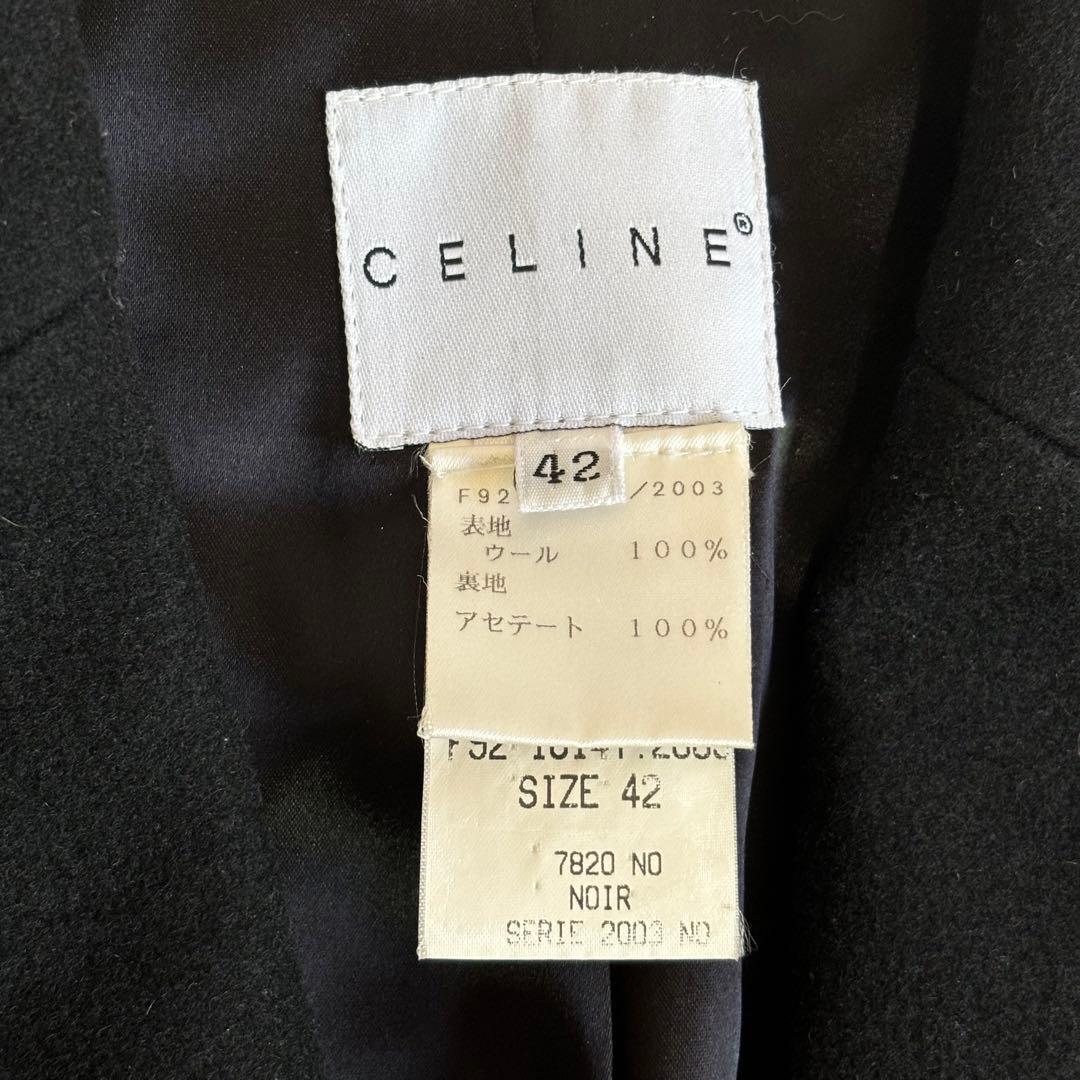 CELINE®
42
F92 /2003
表地
ウール 100%
裏地
アセテート 100%
SIZE 42
7820 NO
NOIR
SERIE 2003 NO